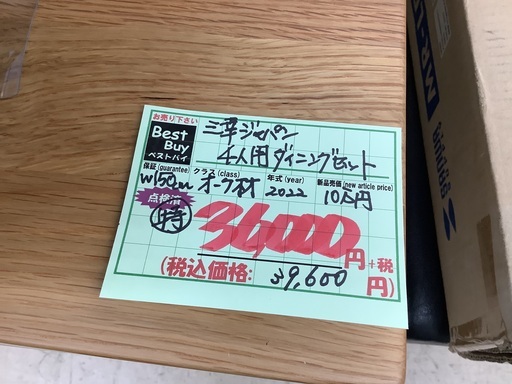 お売り下さい
Best
Buy
ベストバイ
三幸ジャパン
4人用ダイニングセット
保証(guarantee) クラス(class) 年式(year) 新品売価(new article price)
W150cm オーク材 2022 10万円
点検済
時 36,000円+税
(税込価格: 39,600円)